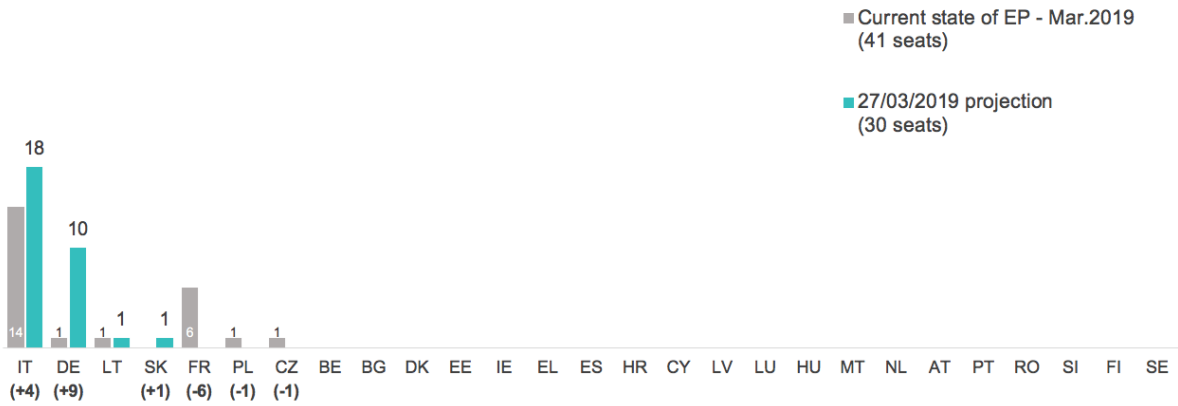 Current state of EP - Mar.2019
(41 seats)
27/03/2019 projection
(30 seats)
18
10
1
1
14
1
1
6
1
1
IT DE LT SK FR PL CZ BE BG DK EE IE EL ES HR CY LV LU HU MT NL AT PT RO SI FI SE
(+4) (+9) (+1) (-6) (-1) (-1)